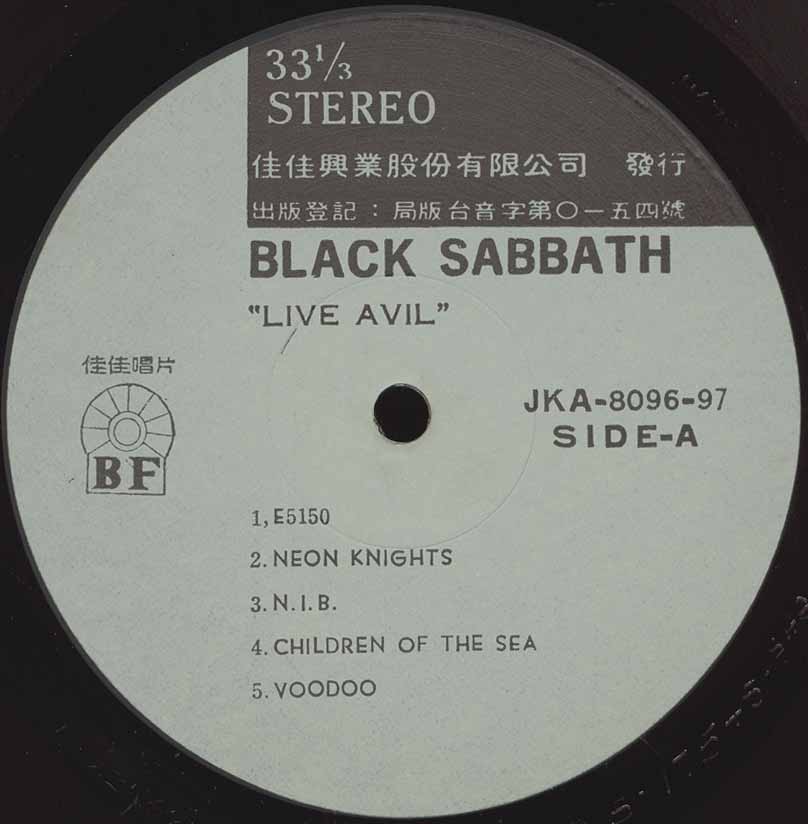 33⅓
STEREO
佳佳興業股份有限公司 發行
出版登記：局版台音字第〇一五四號
BLACK SABBATH
"LIVE AVIL"
佳佳唱片
BF
JKA-8096-97
SIDE-A
1, E5150
2. NEON KNIGHTS
3. N.I.B.
4. CHILDREN OF THE SEA
5. VOODOO